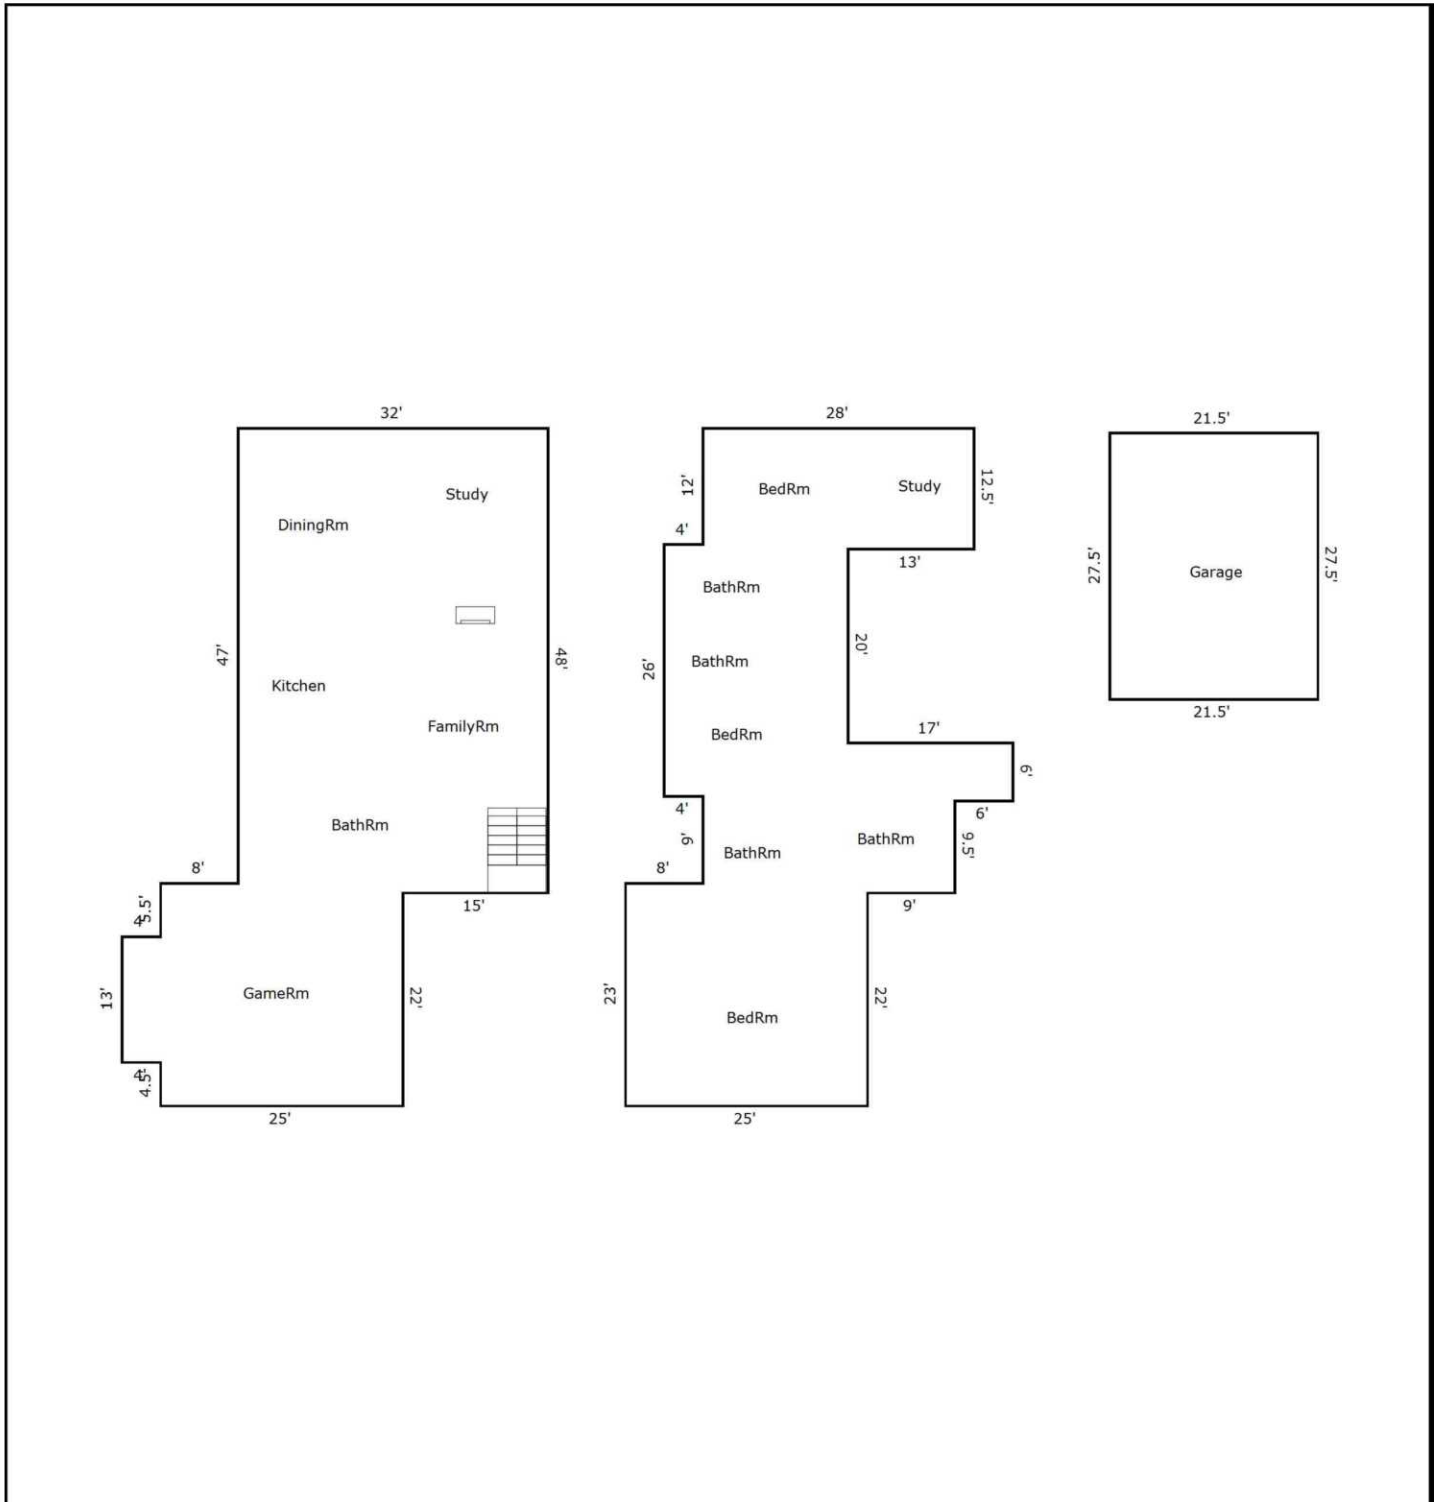 32'
Study
DiningRm
47'
48'
Kitchen
FamilyRm
BathRm
8'
5.5'
4'
15'
13'
GameRm
22'
4'
4.5'
25'
28'
12'
BedRm
Study
12.5'
4'
13'
BathRm
20'
26'
BathRm
BedRm
17'
6'
4'
6'
9'
BathRm
BathRm
9.5'
8'
9'
23'
22'
BedRm
25'
21.5'
27.5'
Garage
27.5'
21.5'